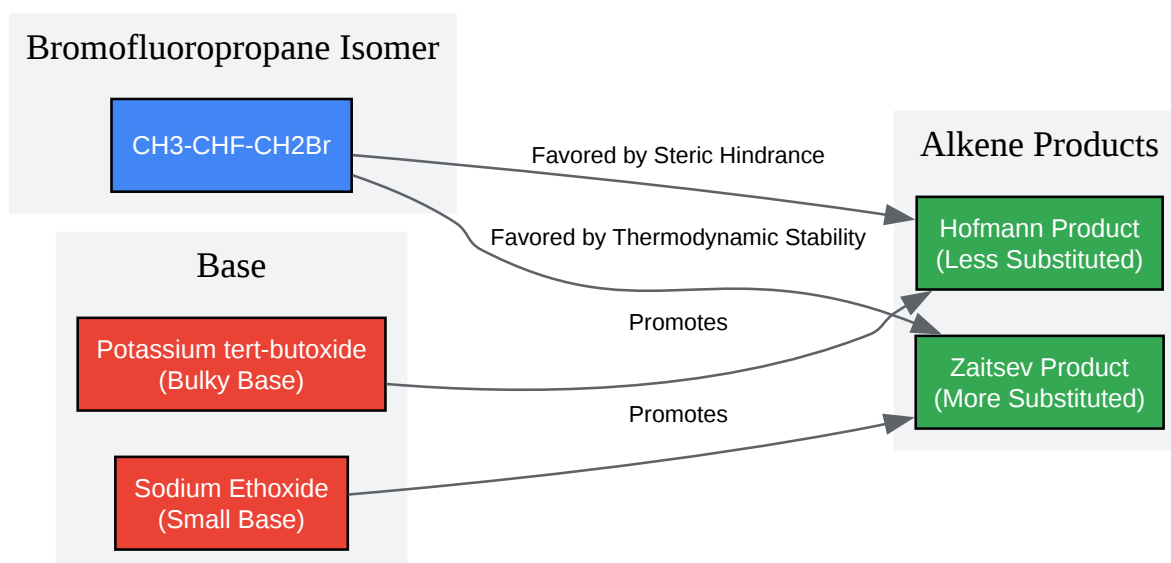 Bromofluoropropane Isomer
CH3-CHF-CH2Br
Base
Potassium tert-butoxide
(Bulky Base)
Sodium Ethoxide
(Small Base)
Favored by Steric Hindrance
Favored by Thermodynamic Stability
Promotes
Promotes
Alkene Products
Hofmann Product
(Less Substituted)
Zaitsev Product
(More Substituted)